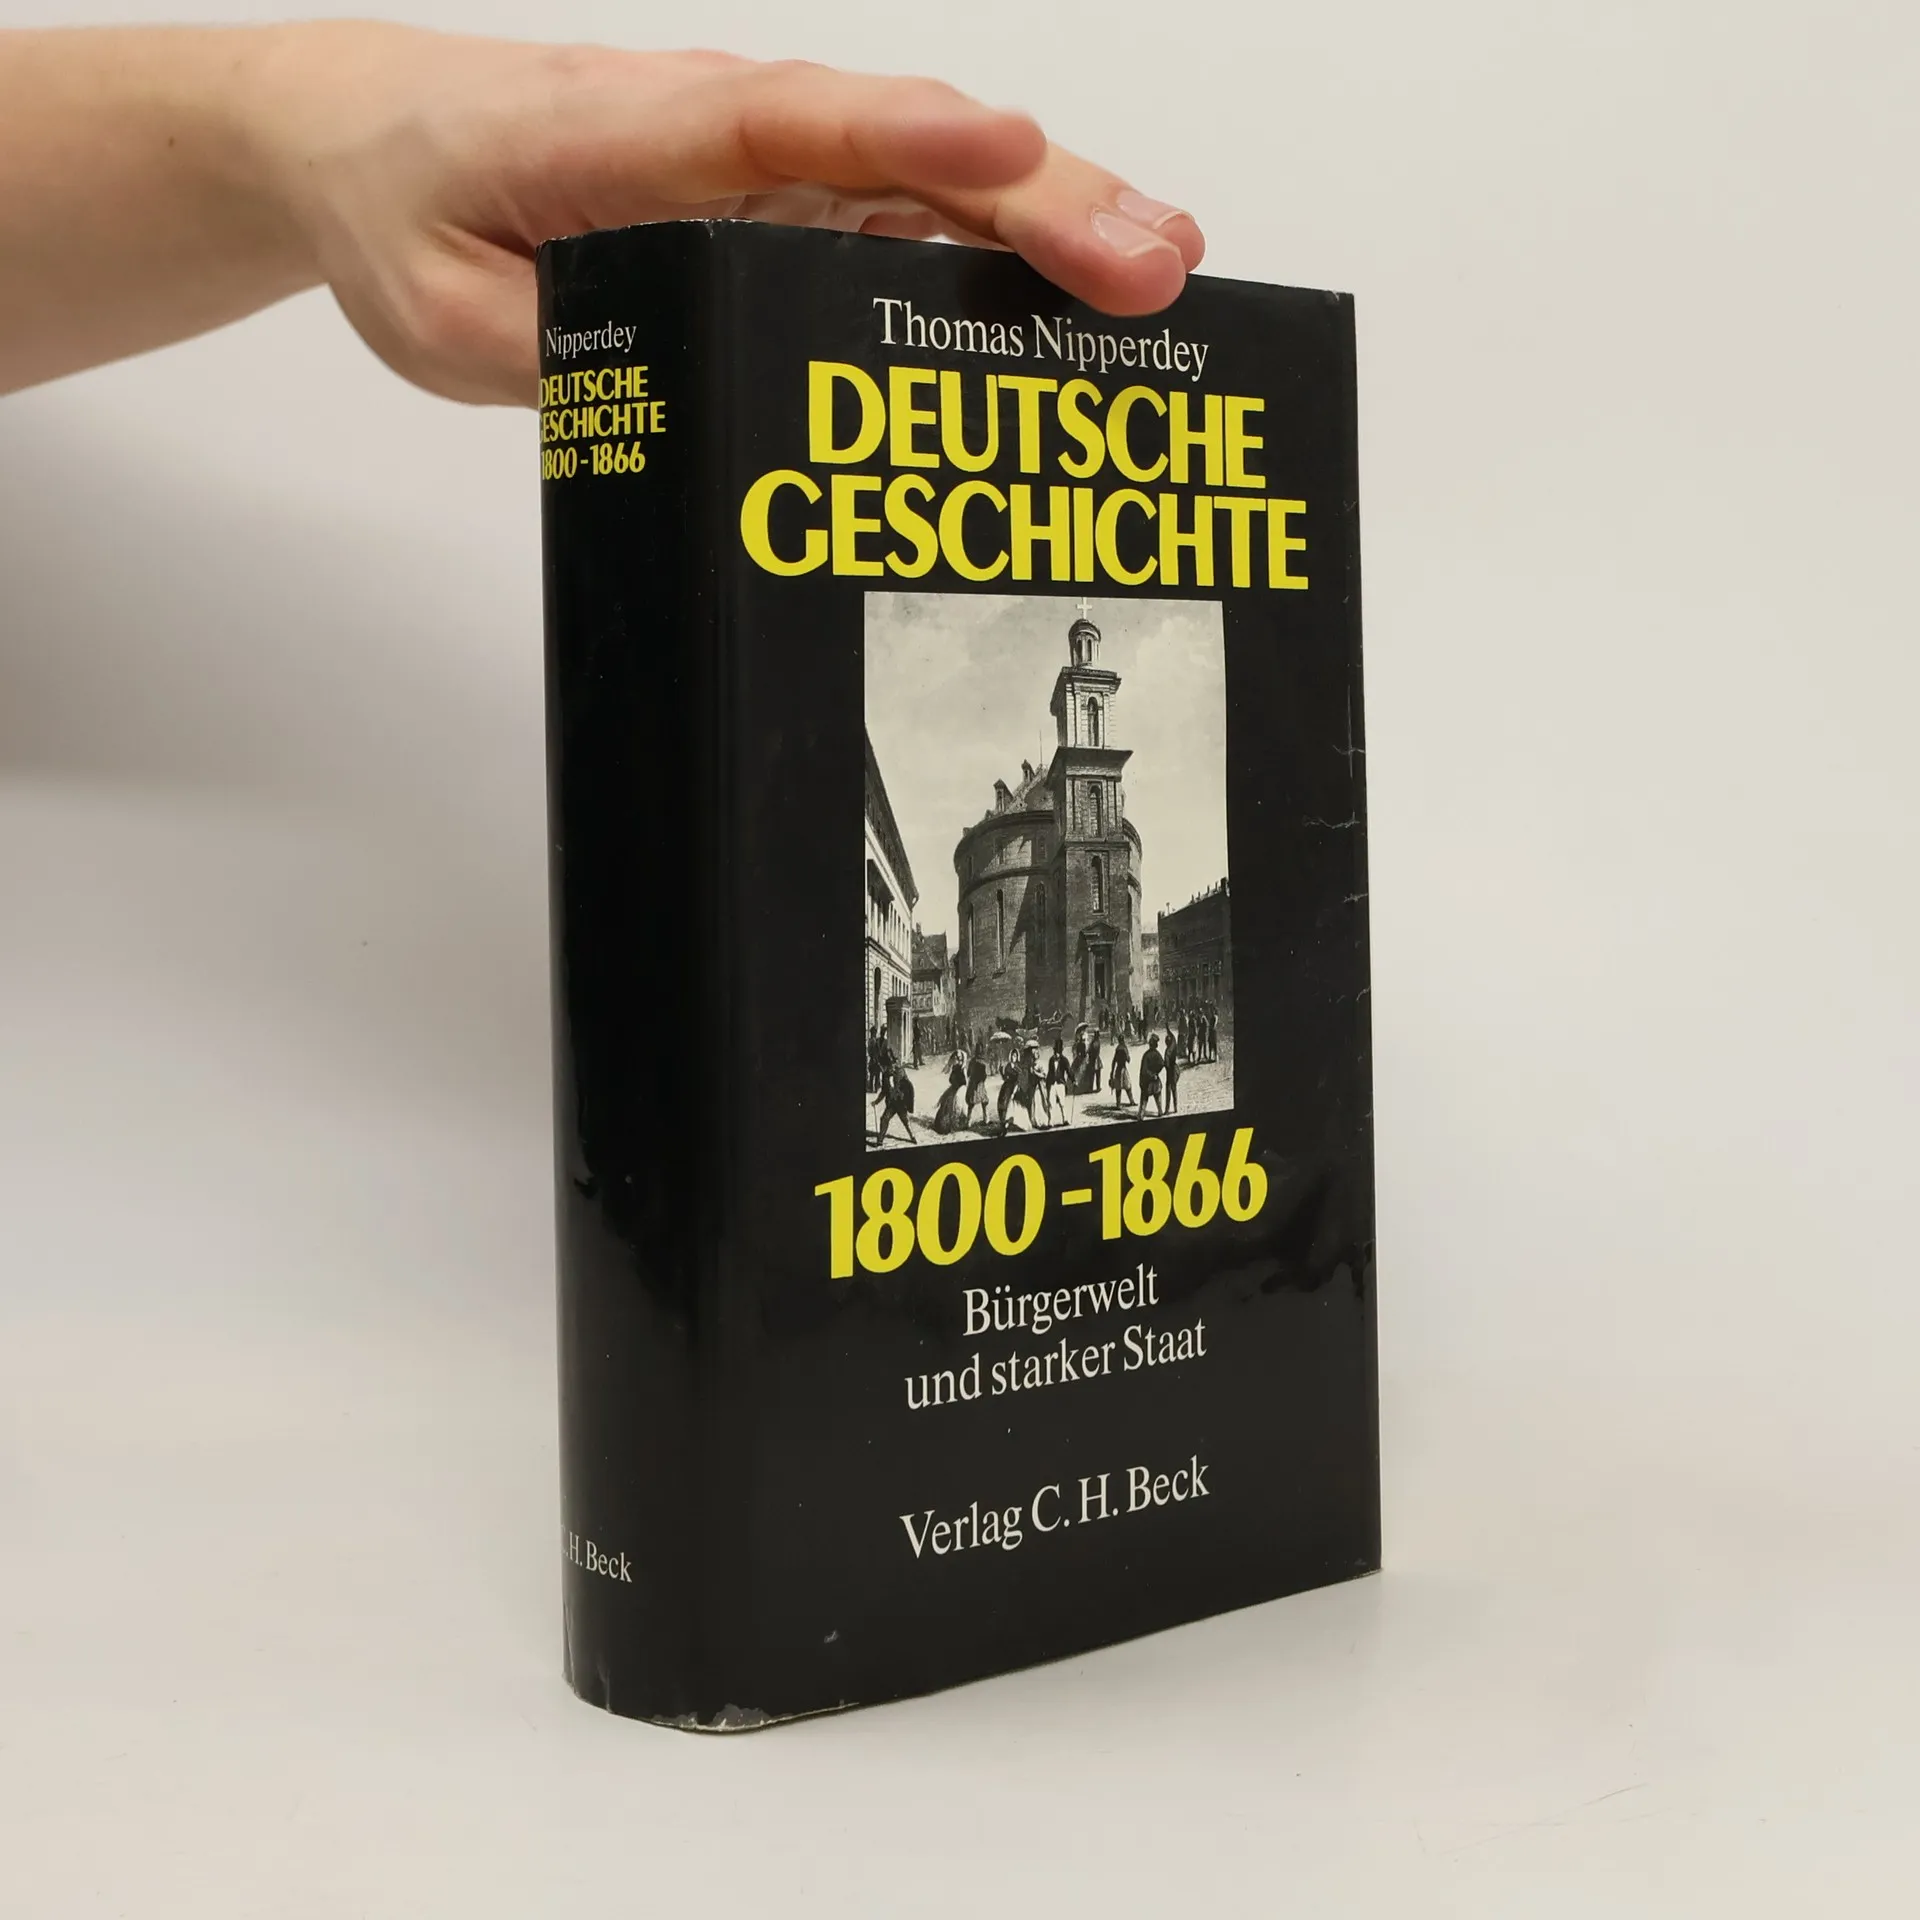 Nipperdey
DEUTSCHE
GESCHICHTE
1800-1866
C.H.Beck
Thomas Nipperdey
DEUTSCHE
GESCHICHTE
1800-1866
Bürgerwelt
und starker Staat
Verlag C.H.Beck